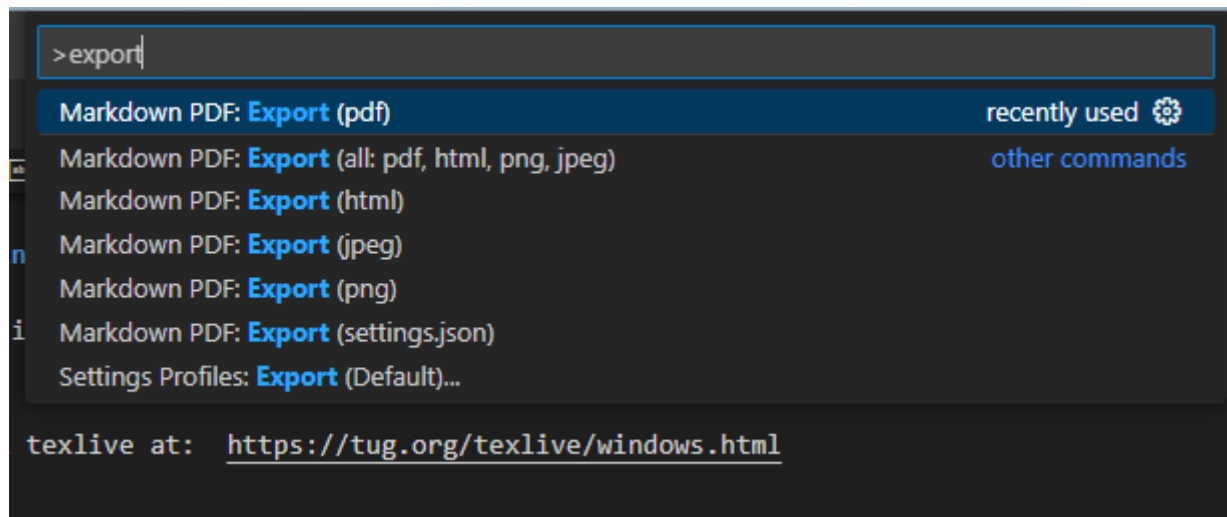 >export
Markdown PDF: Export (pdf) recently used
Markdown PDF: Export (all: pdf, html, png, jpeg) other commands
Markdown PDF: Export (html)
Markdown PDF: Export (jpeg)
Markdown PDF: Export (png)
Markdown PDF: Export (settings.json)
Settings Profiles: Export (Default)...
texlive at: https://tug.org/texlive/windows.html